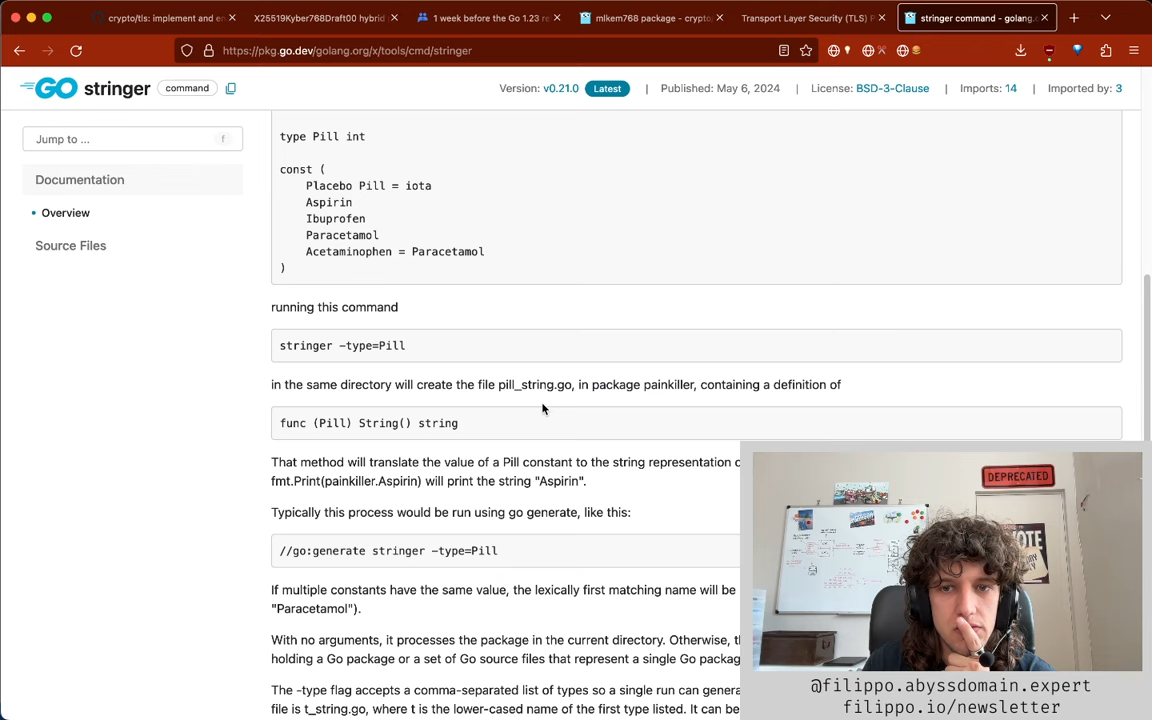 crypto/tls: implement and en
X25519Kyber768Draft00 hybrid
1 week before the Go 1.23 re
mlkem768 package - crypto/
Transport Layer Security (TLS) P
stringer command - golang.o
https://pkg.go.dev/golang.org/x/tools/cmd/stringer
GO stringer command
Version: v0.21.0 Latest | Published: May 6, 2024 | License: BSD-3-Clause | Imports: 14 | Imported by: 3
Jump to ... f
Documentation
• Overview
Source Files
type Pill int
const (
Placebo Pill = iota
Aspirin
Ibuprofen
Paracetamol
Acetaminophen = Paracetamol
)
running this command
stringer -type=Pill
in the same directory will create the file pill_string.go, in package painkiller, containing a definition of
func (Pill) String() string
That method will translate the value of a Pill constant to the string representation
fmt.Print(painkiller.Aspirin) will print the string "Aspirin".
Typically this process would be run using go generate, like this:
//go:generate stringer -type=Pill
If multiple constants have the same value, the lexically first matching name will be
"Paracetamol").
With no arguments, it processes the package in the current directory. Otherwise, t
holding a Go package or a set of Go source files that represent a single Go packag
The -type flag accepts a comma-separated list of types so a single run can genera
file is t_string.go, where t is the lower-cased name of the first type listed. It can be
DEPRECATED
VOTE
@filippo.abyssdomain.expert
filippo.io/newsletter